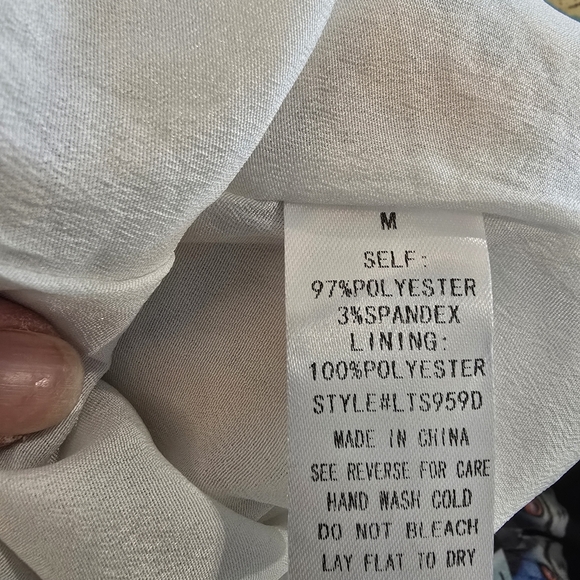 M
SELF:
97%POLYESTER
3%SPANDEX
LINING:
100%POLYESTER
STYLE#LTS959D
MADE IN CHINA
SEE REVERSE FOR CARE
HAND WASH COLD
DO NOT BLEACH
LAY FLAT TO DRY